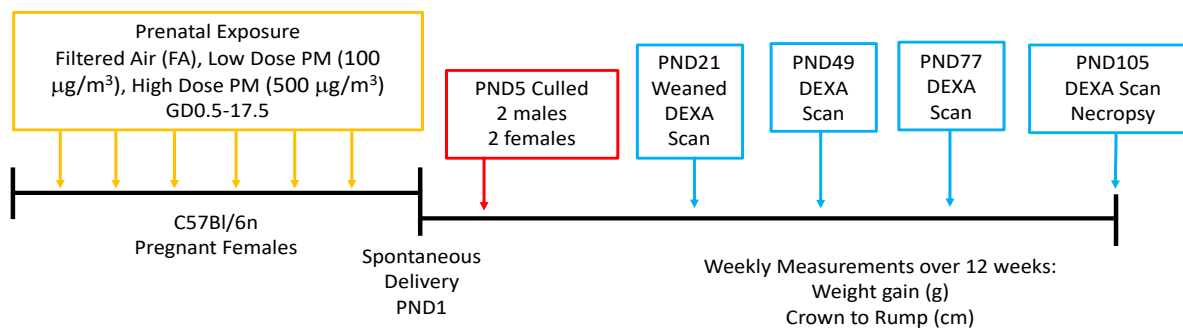 Prenatal Exposure
Filtered Air (FA), Low Dose PM (100
μg/m³), High Dose PM (500 μg/m³)
GD0.5-17.5
PND5 Culled
2 males
2 females
PND21
Weaned
DEXA
Scan
PND49
DEXA
Scan
PND77
DEXA
Scan
PND105
DEXA Scan
Necropsy
C57Bl/6n
Pregnant Females
Spontaneous
Delivery
PND1
Weekly Measurements over 12 weeks:
Weight gain (g)
Crown to Rump (cm)